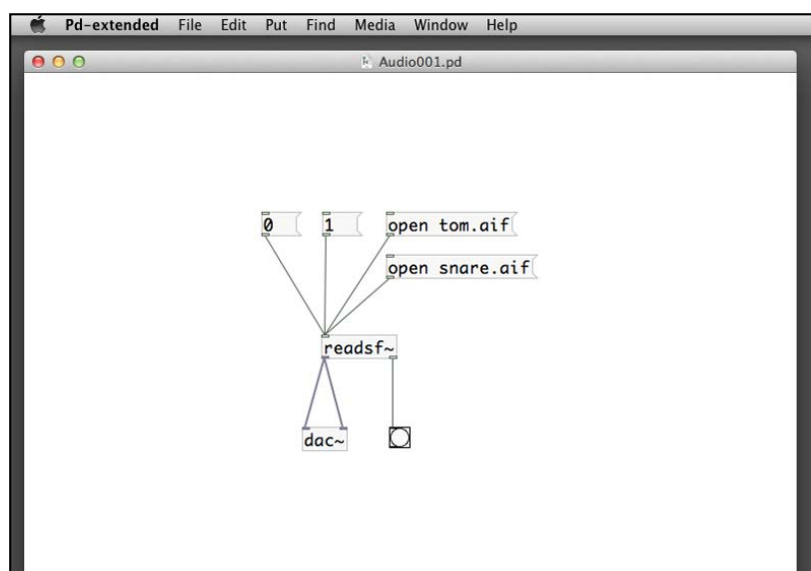 Pd-extended File Edit Put Find Media Window Help
Audio001.pd
0 1 open tom.aif
open snare.aif
readsf~
dac~